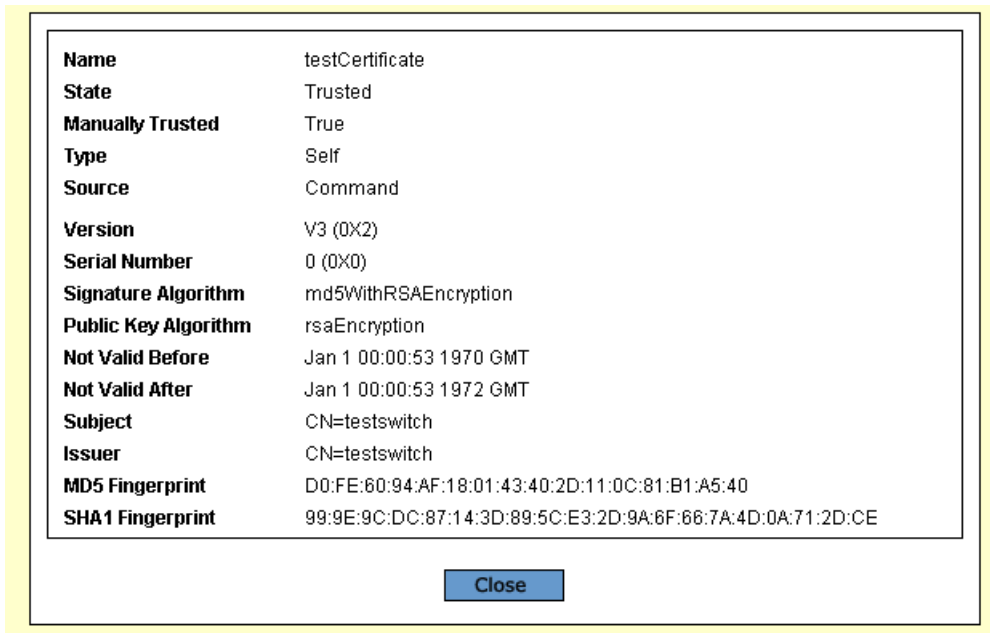 Name testCertificate
State Trusted
Manually Trusted True
Type Self
Source Command
Version V3 (0X2)
Serial Number 0 (0X0)
Signature Algorithm md5WithRSAEncryption
Public Key Algorithm rsaEncryption
Not Valid Before Jan 1 00:00:53 1970 GMT
Not Valid After Jan 1 00:00:53 1972 GMT
Subject CN=testswitch
Issuer CN=testswitch
MD5 Fingerprint D0:FE:60:94:AF:18:01:43:40:2D:11:0C:81:B1:A5:40
SHA1 Fingerprint 99:9E:9C:DC:87:14:3D:89:5C:E3:2D:9A:6F:66:7A:4D:0A:71:2D:CE
Close